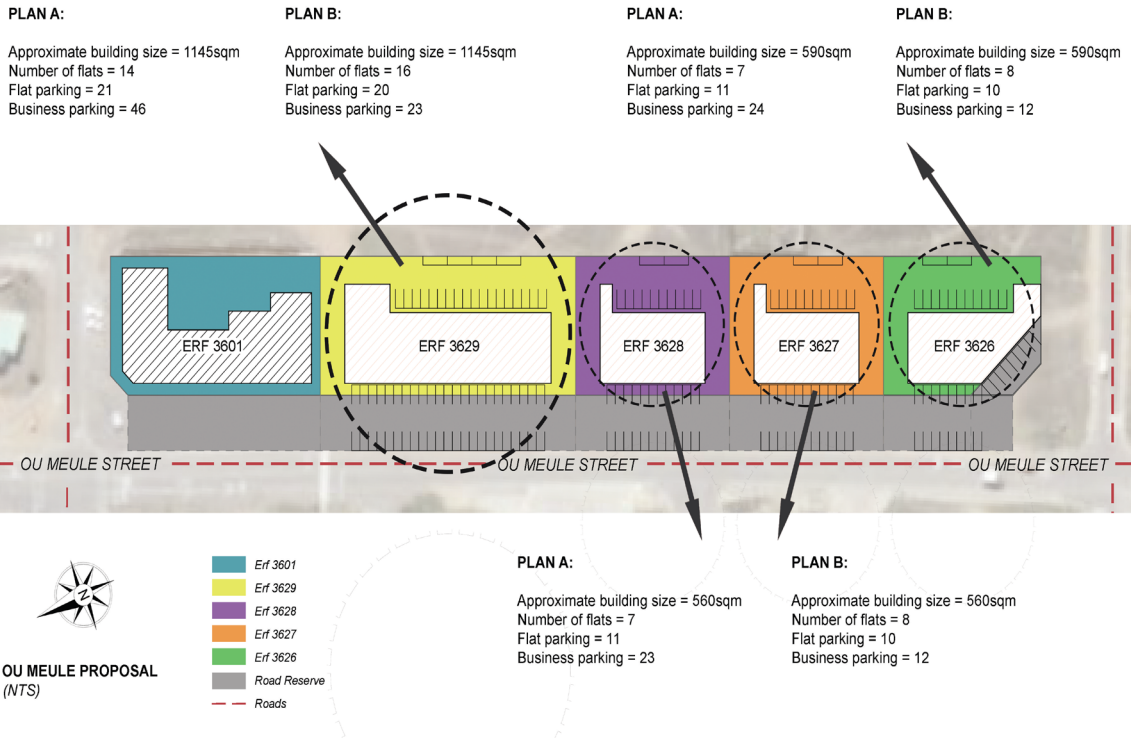 PLAN A:
Approximate building size = 1145sqm
Number of flats = 14
Flat parking = 21
Business parking = 46
PLAN B:
Approximate building size = 1145sqm
Number of flats = 16
Flat parking = 20
Business parking = 23
PLAN A:
Approximate building size = 590sqm
Number of flats = 7
Flat parking = 11
Business parking = 24
PLAN B:
Approximate building size = 590sqm
Number of flats = 8
Flat parking = 10
Business parking = 12
ERF 3601
ERF 3629
ERF 3628
ERF 3627
ERF 3626
OU MEULE STREET
OU MEULE STREET
OU MEULE STREET
N
OU MEULE PROPOSAL
(NTS)
Erf 3601
Erf 3629
Erf 3628
Erf 3627
Erf 3626
Road Reserve
Roads
PLAN A:
Approximate building size = 560sqm
Number of flats = 7
Flat parking = 11
Business parking = 23
PLAN B:
Approximate building size = 560sqm
Number of flats = 8
Flat parking = 10
Business parking = 12